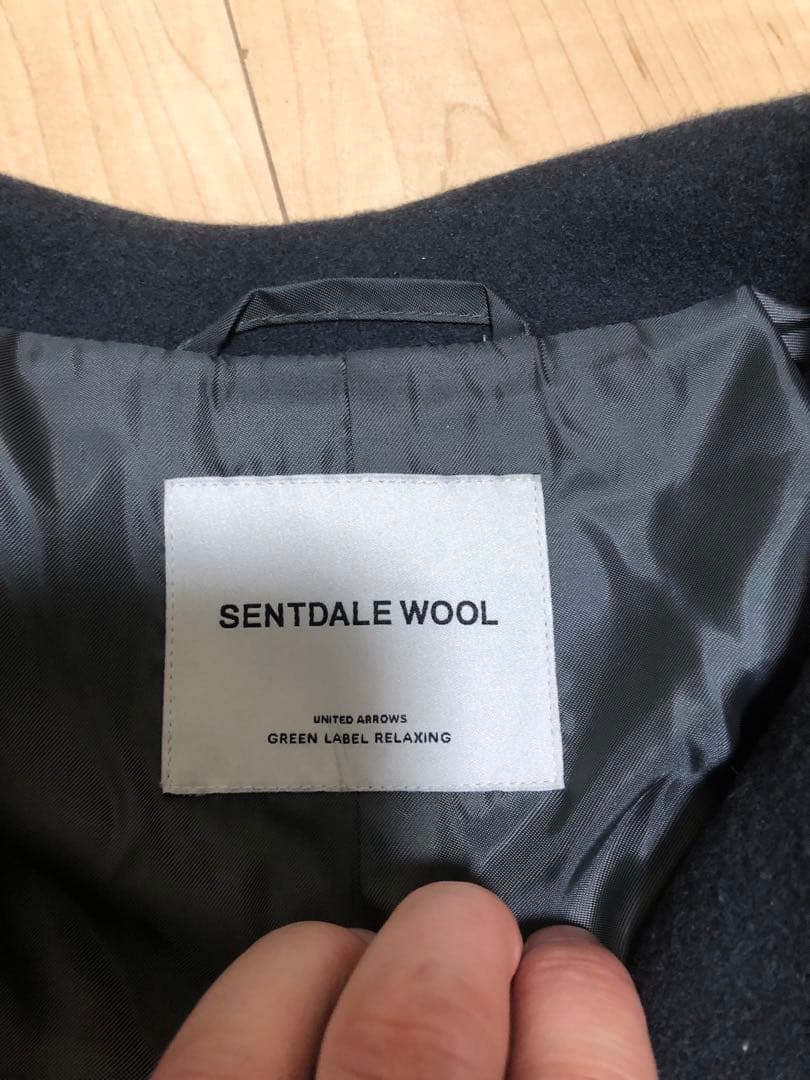 SENTDALE WOOL
UNITED ARROWS
GREEN LABEL RELAXING